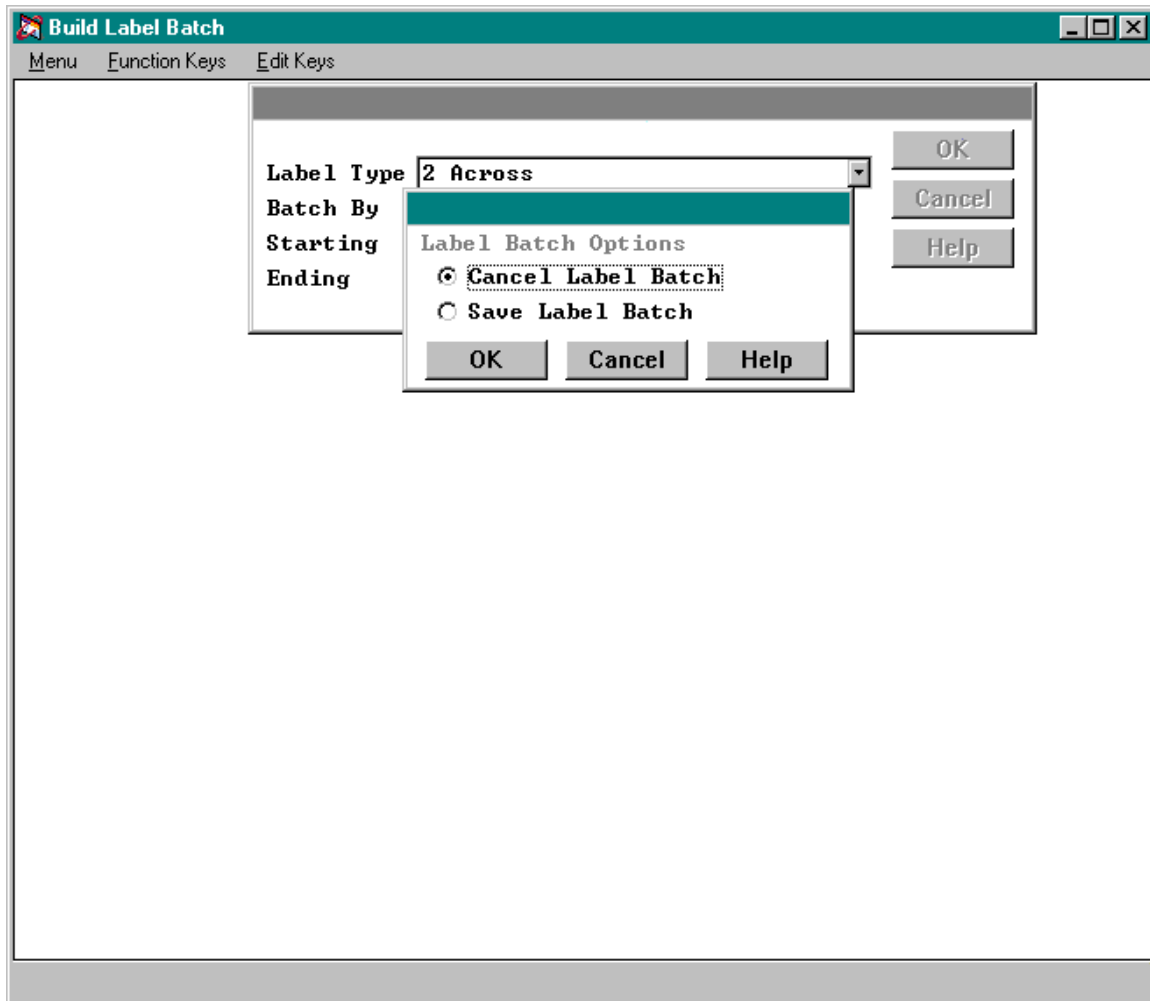 Build Label Batch
Menu Function Keys Edit Keys
OK
Label Type 2 Across
Cancel
Batch By
Starting Label Batch Options
Help
Ending Cancel Label Batch
Save Label Batch
OK Cancel Help